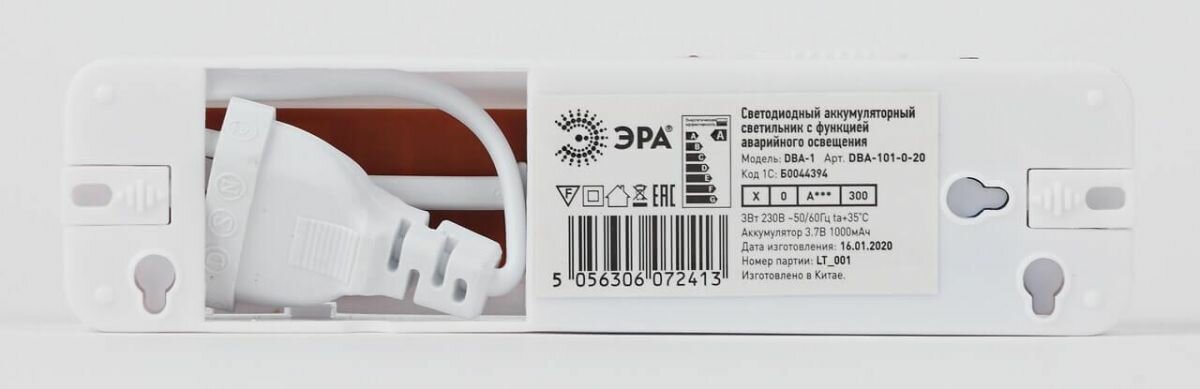 ЭРА®
A
A
B
C
D
E
F
G
F
EAC
5 056306 072413
Светодиодный аккумуляторный
светильник с функцией
аварийного освещения
Модель: DBA-1 Арт. DBA-101-0-20
Код 1С: Б0044394
X 0 A*** 300
3Вт 230В ~50/60Гц ta+35°C
Аккумулятор 3.7В 1000мАч
Дата изготовления: 16.01.2020
Номер партии: LT_001
Изготовлено в Китае.